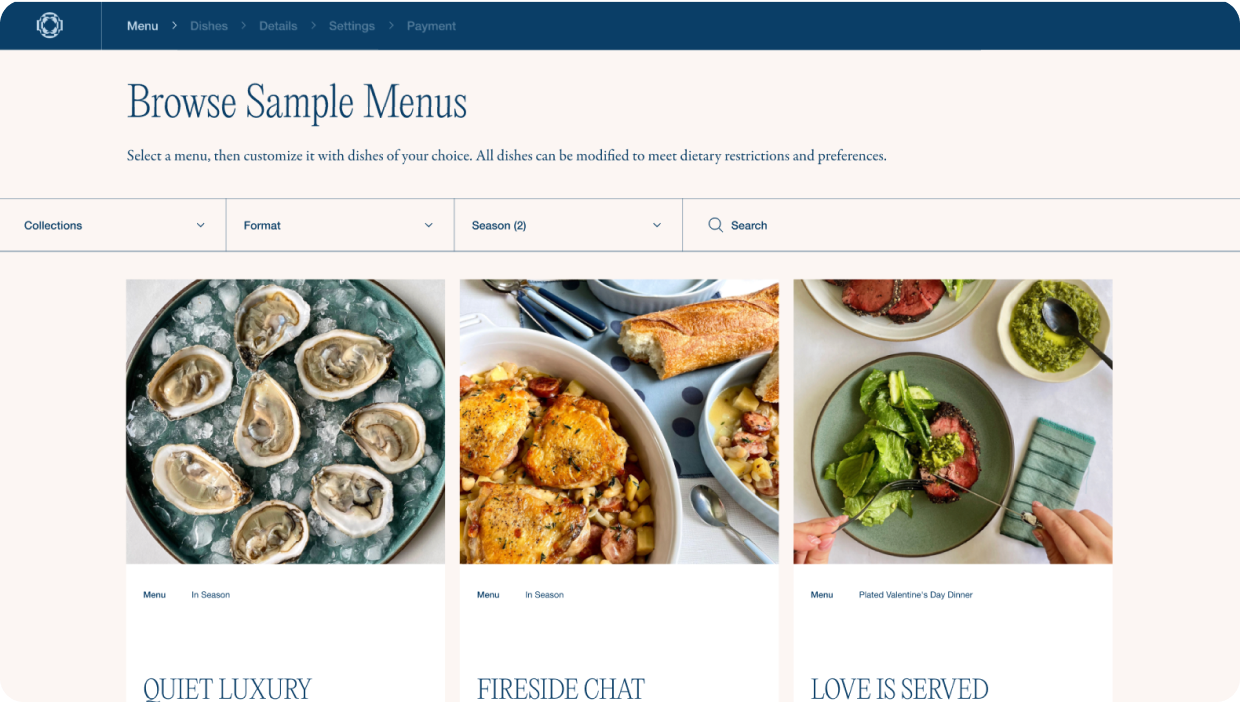 Menu > Dishes > Details > Settings > Payment
Browse Sample Menus
Select a menu, then customize it with dishes of your choice. All dishes can be modified to meet dietary restrictions and preferences.
Collections
Format
Season (2)
Search
Menu In Season
QUIET LUXURY
Menu In Season
FIRESIDE CHAT
Menu Plated Valentine's Day Dinner
LOVE IS SERVED